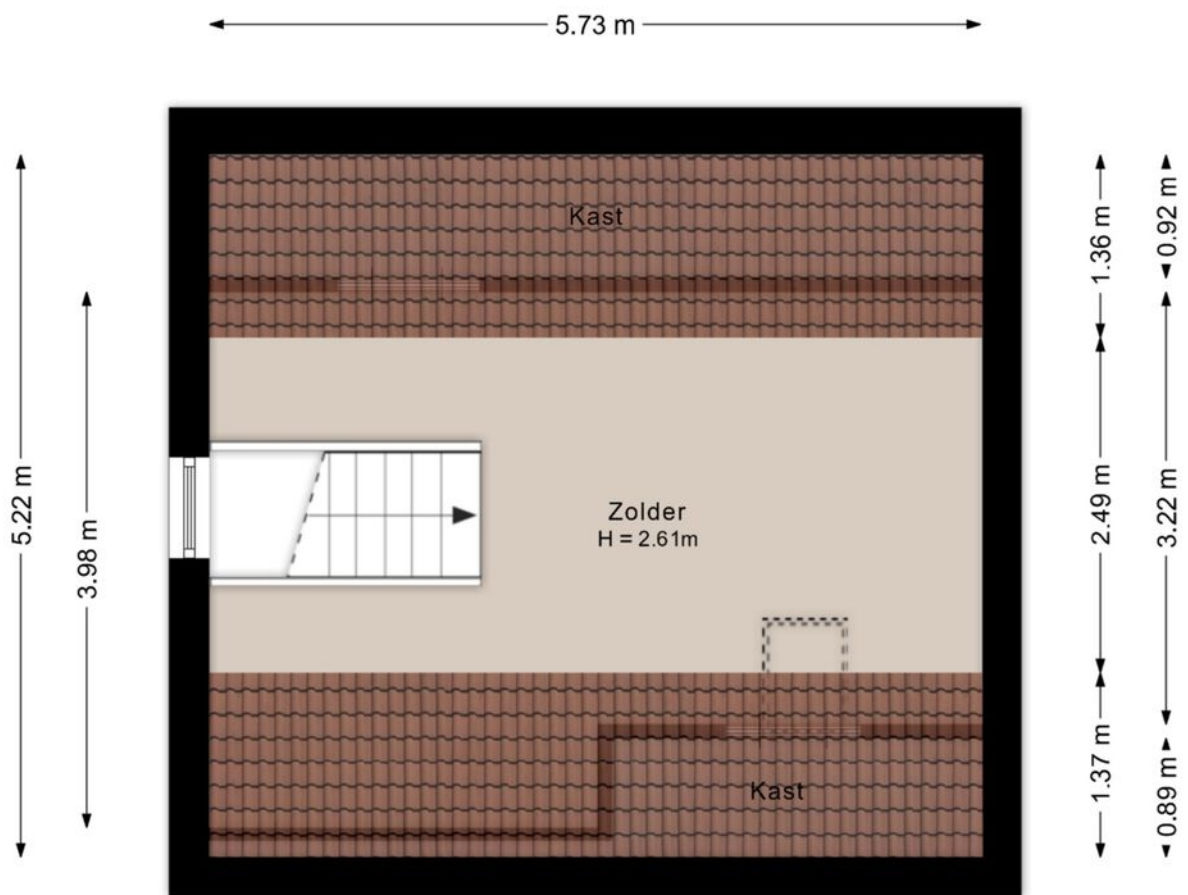 5.73 m
Kast
1.36 m
0.92 m
5.22 m
3.98 m
Zolder
H = 2.61m
2.49 m
3.22 m
Kast
1.37 m
0.89 m